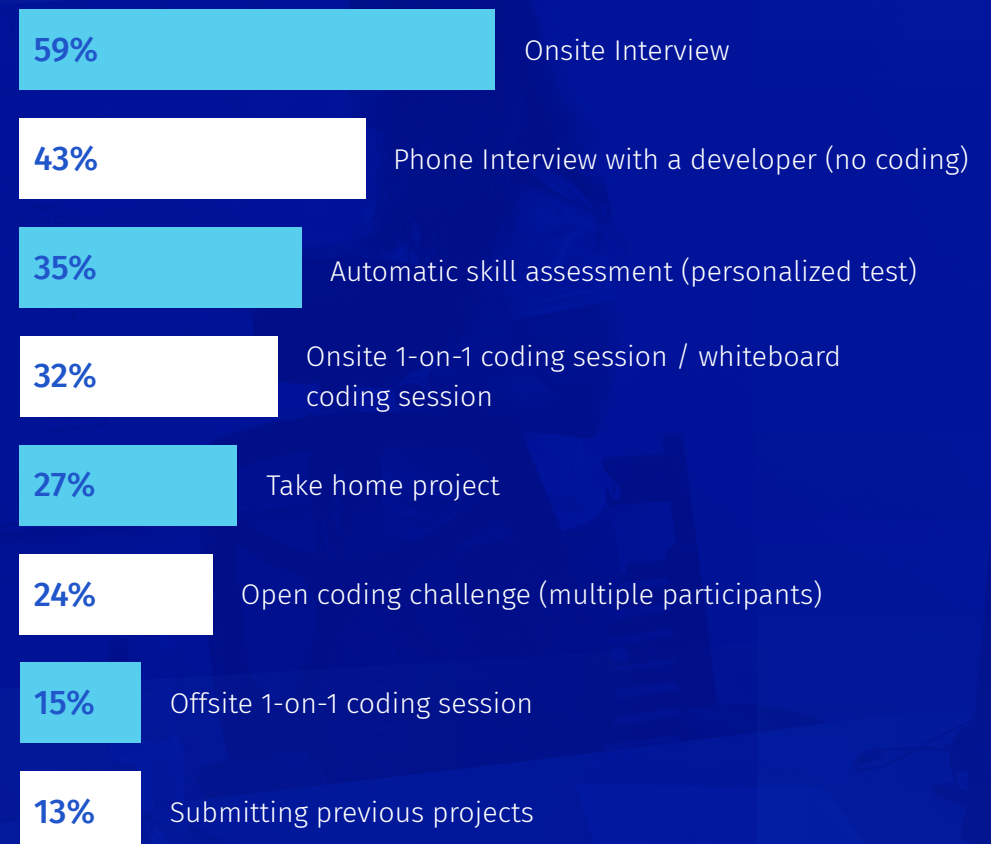 59% Onsite Interview
43% Phone Interview with a developer (no coding)
35% Automatic skill assessment (personalized test)
32% Onsite 1-on-1 coding session / whiteboard
coding session
27% Take home project
24% Open coding challenge (multiple participants)
15% Offsite 1-on-1 coding session
13% Submitting previous projects